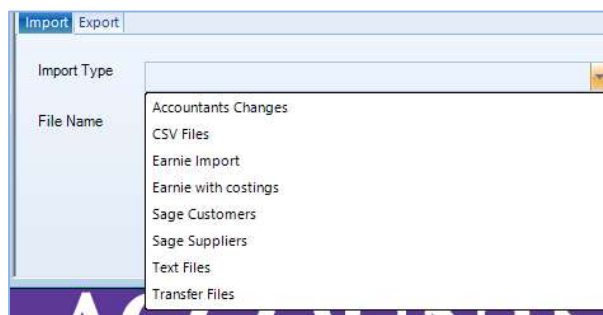 Import Export
Import Type
File Name
Accountants Changes
CSV Files
Earnie Import
Earnie with costings
Sage Customers
Sage Suppliers
Text Files
Transfer Files